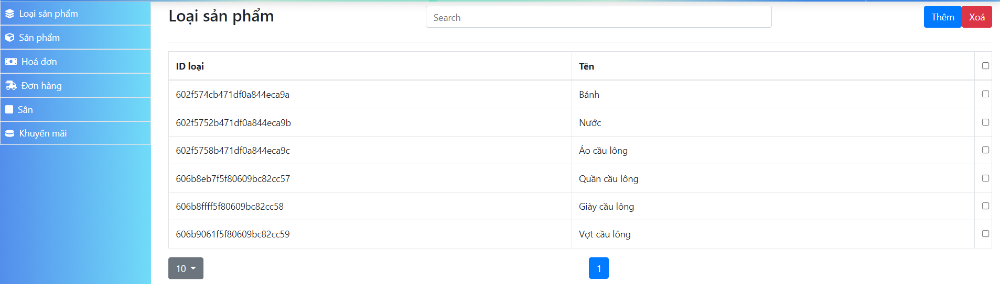 Loại sản phẩm
Sản phẩm
Hoá đơn
Đơn hàng
Sân
Khuyến mãi
Loại sản phẩm
Search
Thêm Xoá
ID loại Tên
602f574cb471df0a844eca9a Bánh
602f5752b471df0a844eca9b Nước
602f5758b471df0a844eca9c Áo cầu lông
606b8eb7f5f80609bc82cc57 Quần cầu lông
606b8ffff5f80609bc82cc58 Giày cầu lông
606b9061f5f80609bc82cc59 Vợt cầu lông
10 1